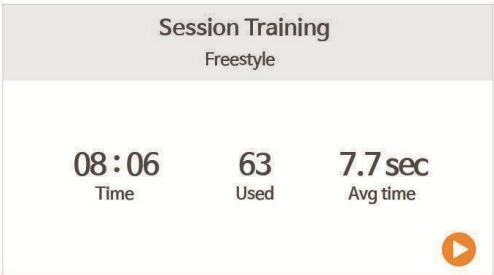 Session Training
Freestyle
08:06 63 7.7 sec
Time Used Avg time